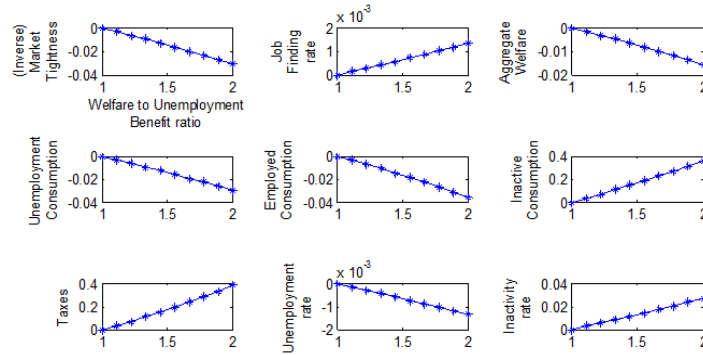 (Inverse)
Market
Tightness
0
-0.02
-0.04
1 1.5 2
Welfare to Unemployment
Benefit ratio
Job
Finding
rate
x 10^-3
2
1
0
1 1.5 2
Aggregate
Welfare
0
-0.01
-0.02
1 1.5 2
Unemployment
Consumption
0
-0.02
-0.04
1 1.5 2
Employed
Consumption
0
-0.02
-0.04
1 1.5 2
Inactive
Consumption
0.4
0.2
0
1 1.5 2
Taxes
0.4
0.2
0
1 1.5 2
Unemployment
rate
x 10^-3
0
-1
-2
1 1.5 2
Inactivity
rate
0.04
0.02
0
1 1.5 2